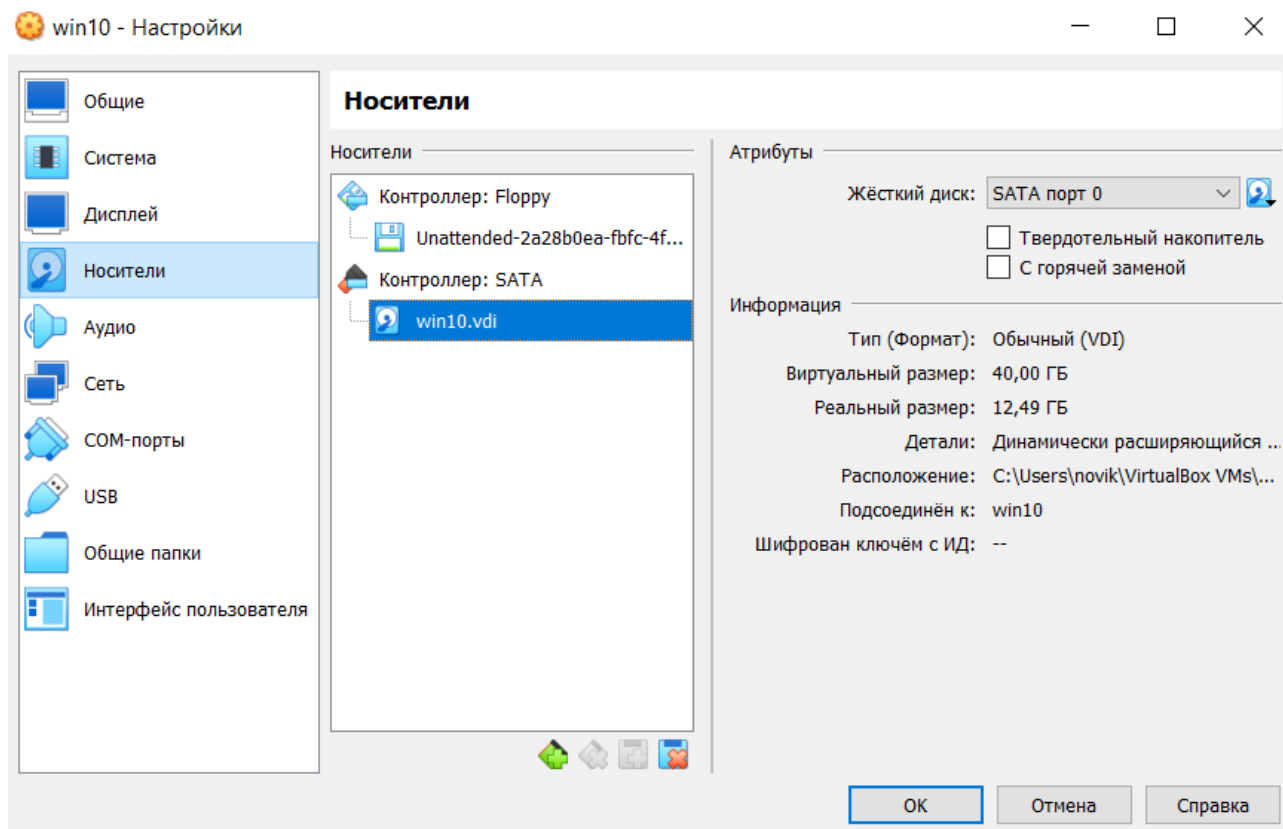 win10 - Настройки
Общие
Система
Дисплей
Носители
Аудио
Сеть
COM-порты
USB
Общие папки
Интерфейс пользователя
Носители
Носители
Контроллер: Floppy
Unattended-2a28b0ea-fbfc-4f...
Контроллер: SATA
win10.vdi
Атрибуты
Жёсткий диск: SATA порт 0
Твердотельный накопитель
С горячей заменой
Информация
Тип (Формат): Обычный (VDI)
Виртуальный размер: 40,00 ГБ
Реальный размер: 12,49 ГБ
Детали: Динамически расширяющийся ...
Расположение: C:\Users\novik\VirtualBox VMs\...
Подсоединён к: win10
Шифрован ключём с ИД: --
OK Отмена Справка